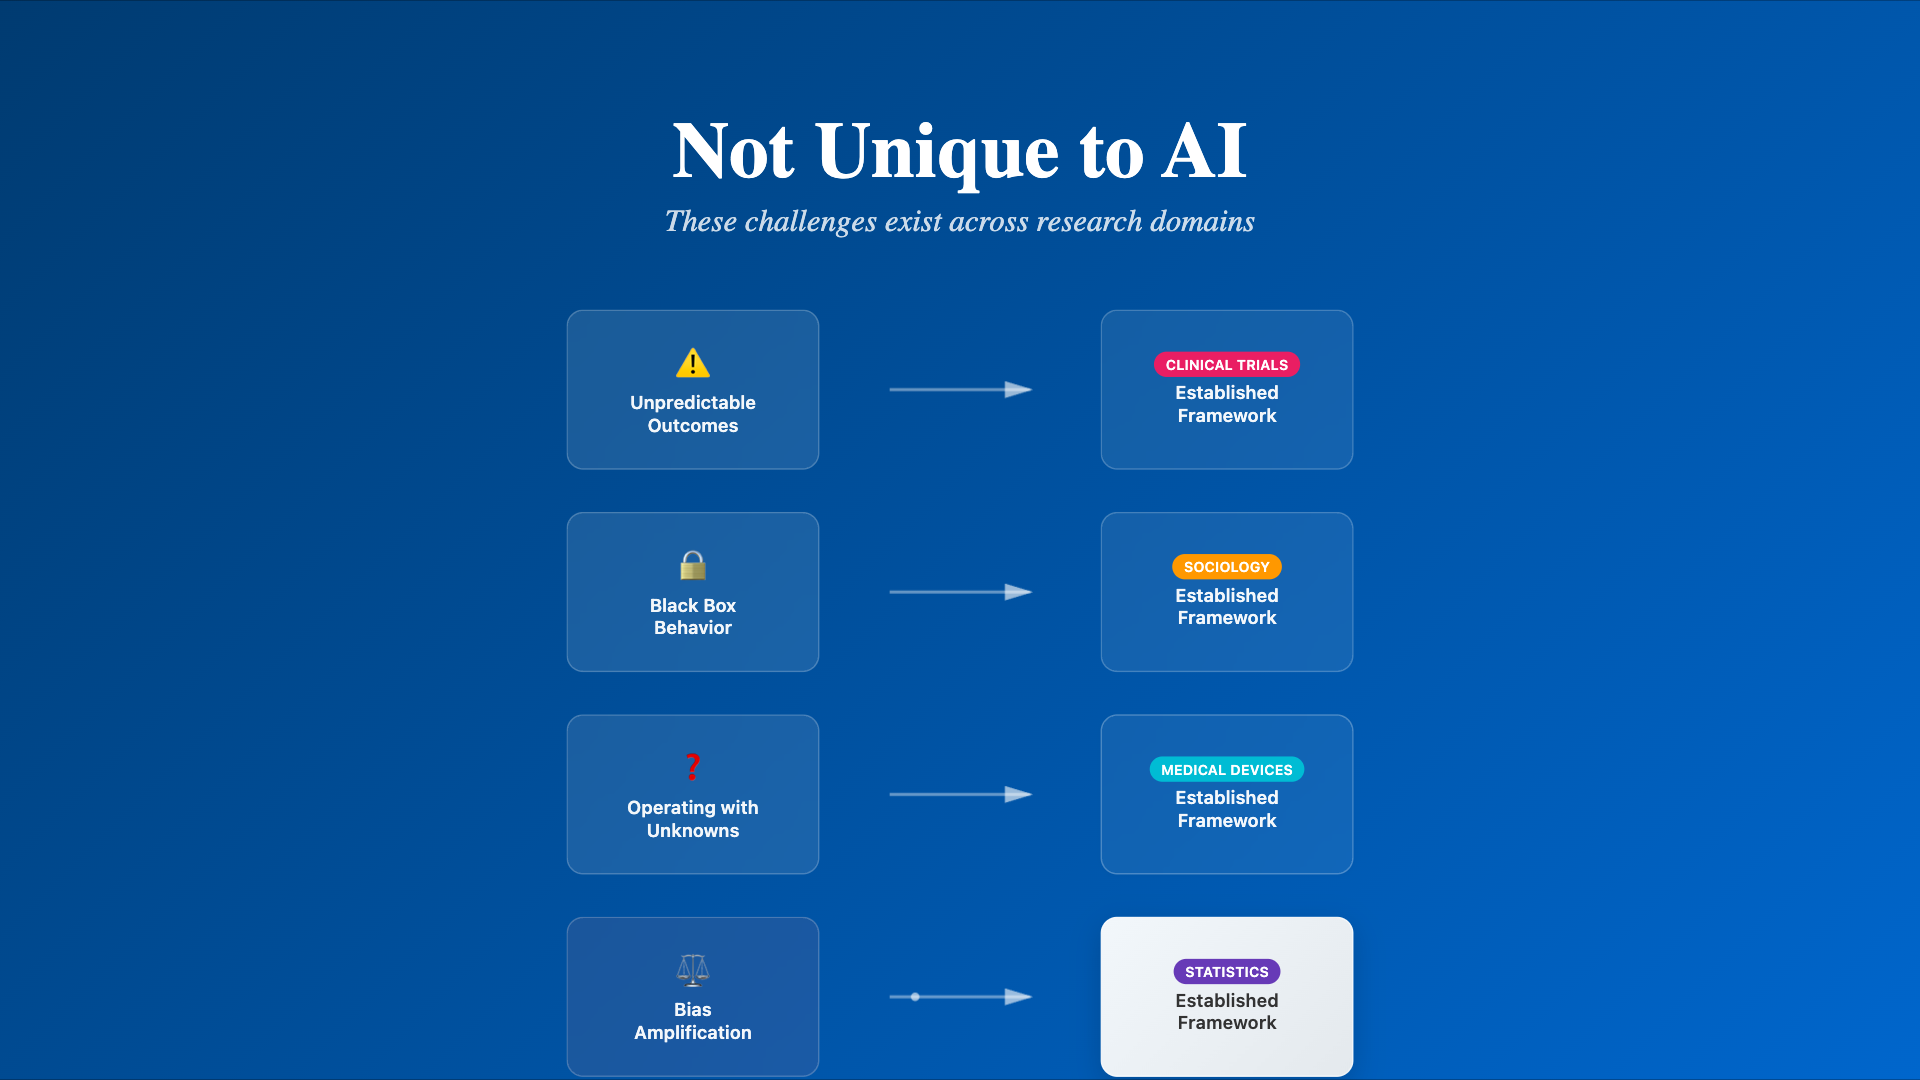 Not Unique to AI
These challenges exist across research domains
Unpredictable
Outcomes
CLINICAL TRIALS
Established
Framework
Black Box
Behavior
SOCIOLOGY
Established
Framework
Operating with
Unknowns
MEDICAL DEVICES
Established
Framework
Bias
Amplification
STATISTICS
Established
Framework